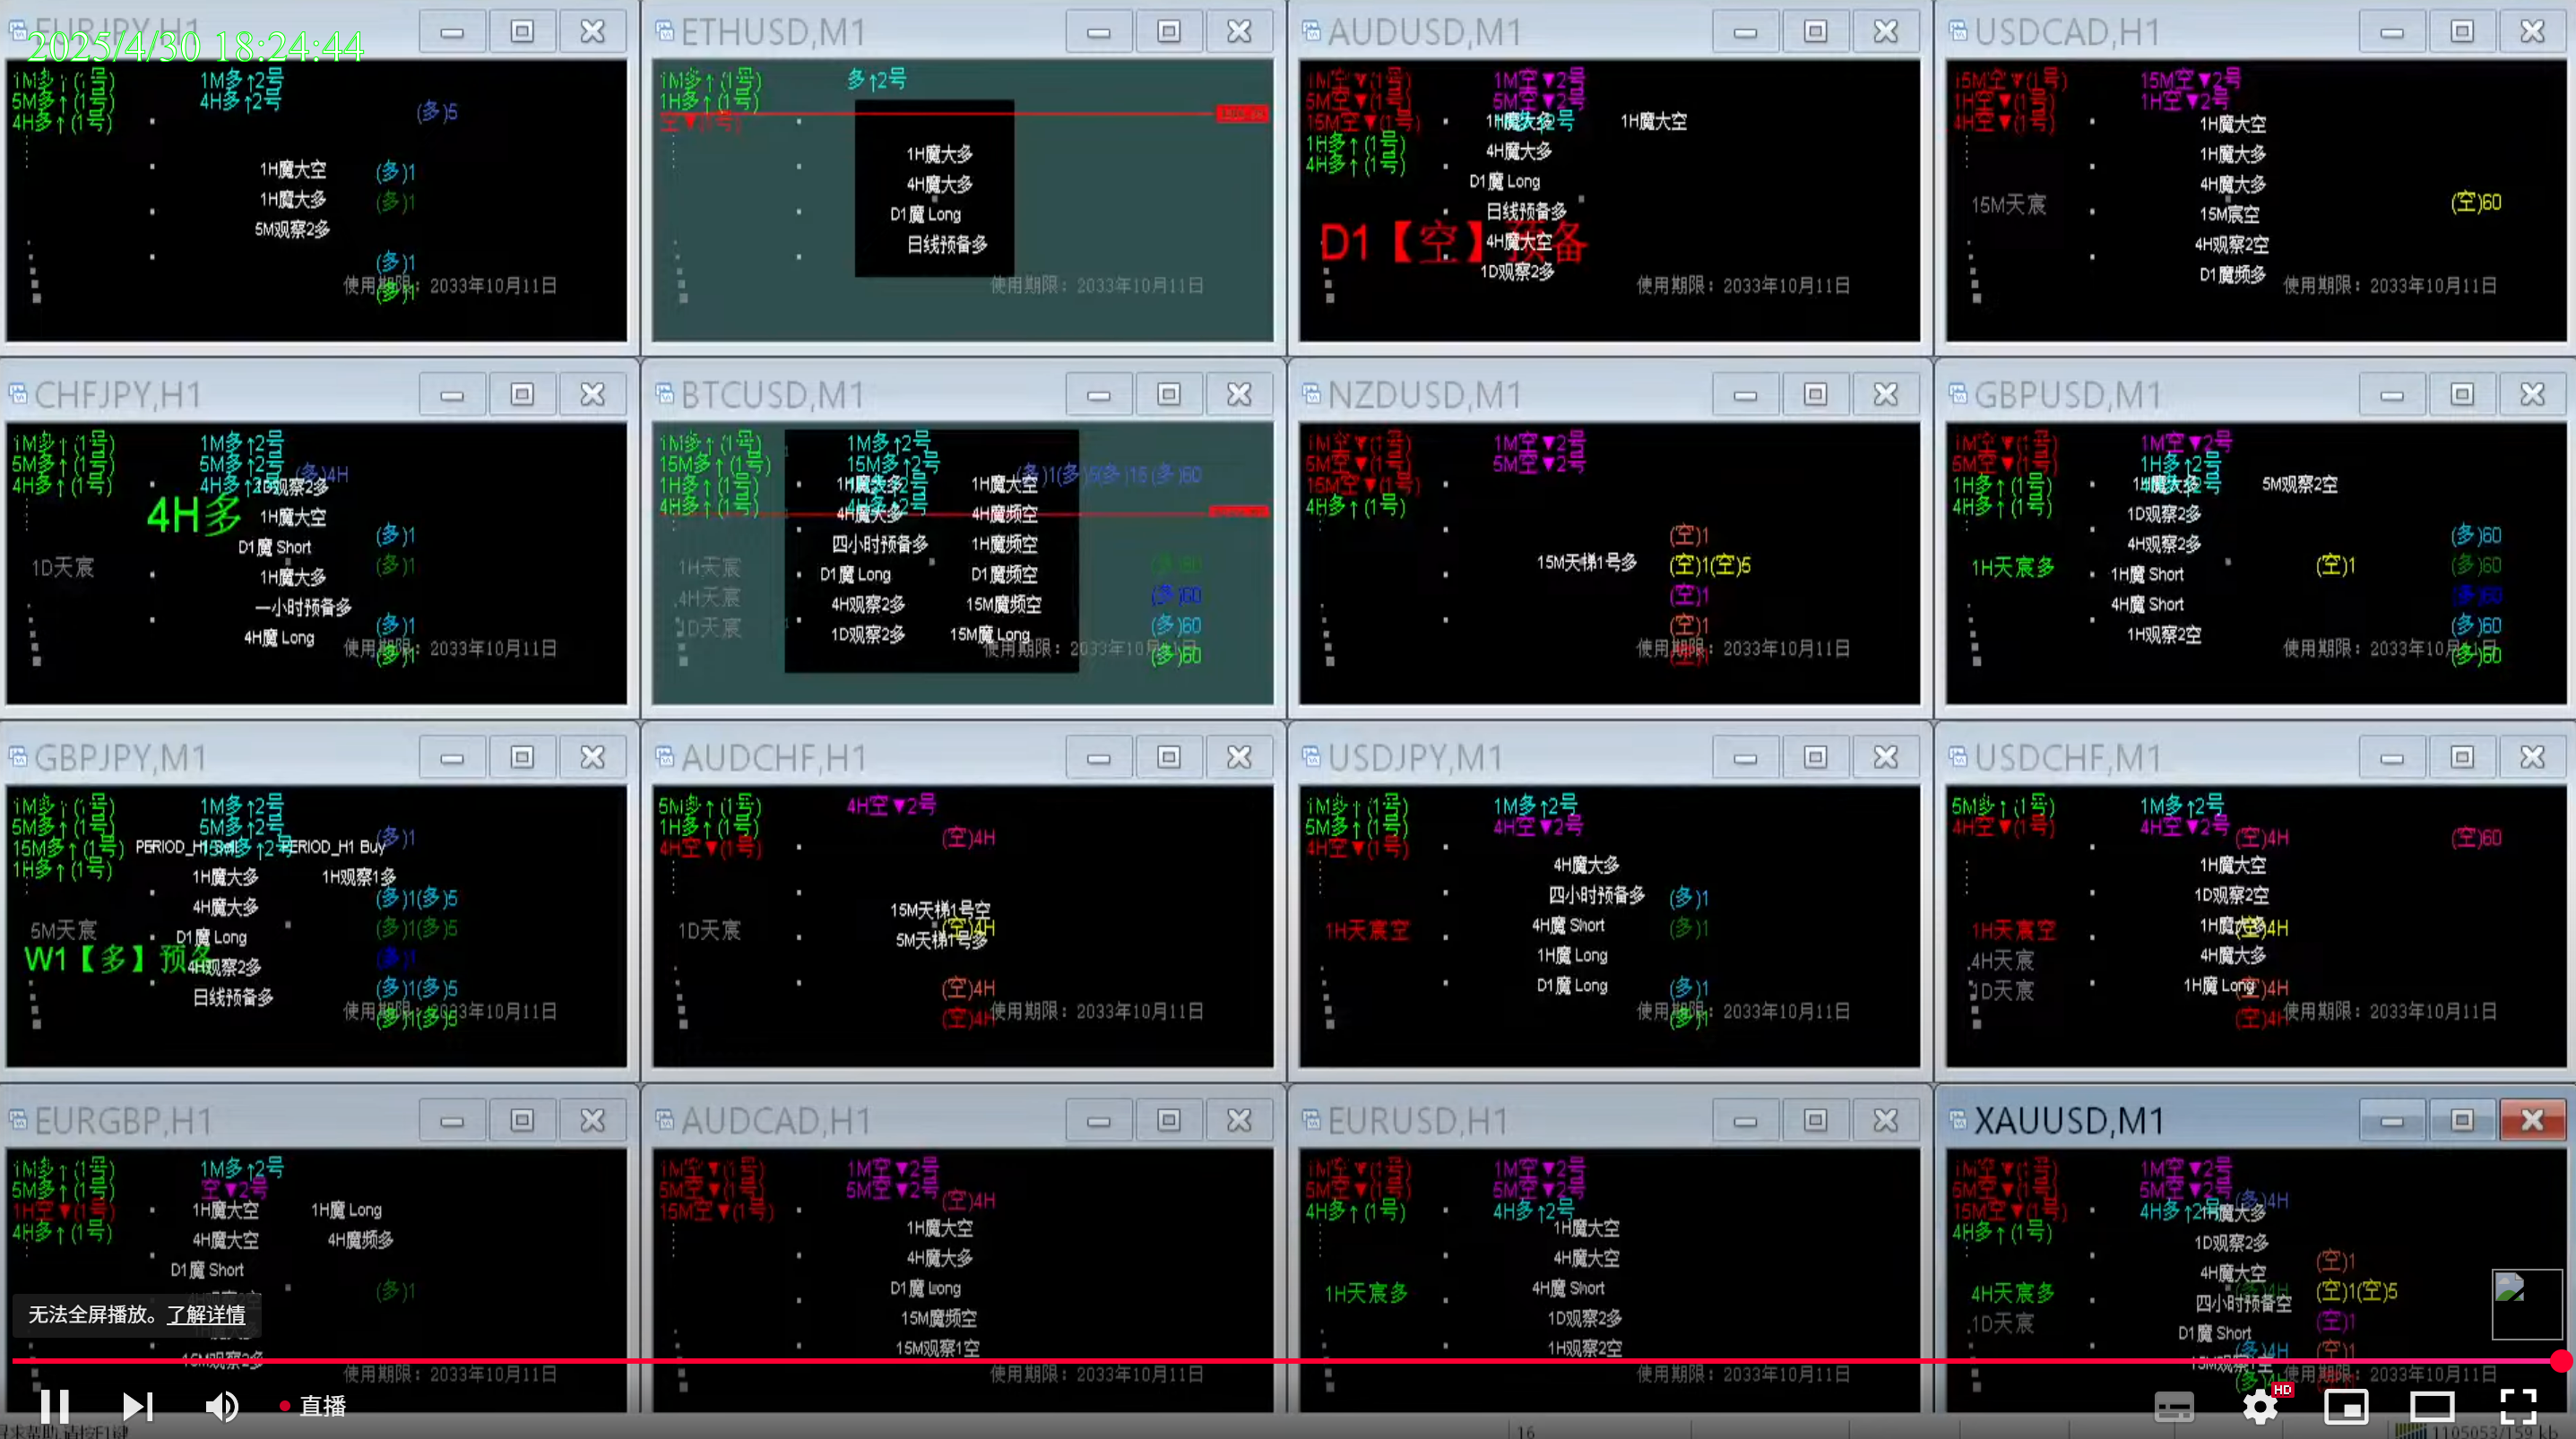 EURJPY,H1
2025/4/30 18:24:44
1M多↑(1号)
5M多↑(1号)
4H多↑(1号)
1M多↑2号
4H多↑2号
(多)5
1H魔大空
(多)1
1H魔大多
(多)1
5M观察2多
(多)1
使用期限：2033年10月11日
(多)1
ETHUSD,M1
1M多↑(1号)
1H多↑(1号)
空▼(1号)
多↑2号
1H魔大多
4H魔大多
D1魔 Long
日线预备多
使用期限：2033年10月11日
AUDUSD,M1
1M空▼(1号)
5M空▼(1号)
15M空▼(1号)
1H多↑(1号)
4H多↑(1号)
1M空▼2号
5M空▼2号
1H魔大多
1H魔大空
4H魔大多
D1魔 Long
日线预备多
D1【空】预备
4H魔大空
1D观察2多
使用期限：2033年10月11日
USDCAD,H1
15M空▼(1号)
1H空▼(1号)
4H空▼(1号)
15M空▼2号
1H空▼2号
1H魔大空
1H魔大多
4H魔大多
15M天宸
(空)60
15M宸空
4H观察2空
D1魔频多
使用期限：2033年10月11日
CHFJPY,H1
1M多↑(1号)
5M多↑(1号)
4H多↑(1号)
1M多↑2号
5M多↑2号
4H多↑2号
(多)4H
1D观察2多
4H多
1H魔大空
(多)1
D1魔 Short
1D天宸
(多)1
1H魔大多
一小时预备多
(多)1
4H魔 Long
使用期限：2033年10月11日
(多)1
BTCUSD,M1
1M多↑(1号)
15M多↑(1号)
1H多↑(1号)
4H多↑(1号)
1M多↑2号
15M多↑2号
(多)1(多)5(多)15(多)60
1H魔大多
1H魔大空
4H魔大多
4H魔频空
四小时预备多
1H魔频空
1H天宸
D1魔 Long
D1魔频空
(多)60
4H天宸
4H观察2多
15M魔频空
(多)60
1D天宸
1D观察2多
15M魔 Long
(多)60
使用期限：2033年10月11日
(多)60
NZDUSD,M1
1M空▼(1号)
5M空▼(1号)
15M空▼(1号)
4H多↑(1号)
1M空▼2号
5M空▼2号
(空)1
15M天梯1号多
(空)1(空)5
(空)1
(空)1
使用期限：2033年10月11日
GBPUSD,M1
1M空▼(1号)
5M空▼(1号)
1H多↑(1号)
4H多↑(1号)
1M空▼2号
1H多↑2号
1H魔大多
5M观察2空
1D观察2多
4H观察2多
(多)60
1H天宸多
1H魔 Short
(空)1
(多)60
4H魔 Short
(多)60
1H观察2空
(多)60
使用期限：2033年10月11日
(多)60
GBPJPY,M1
1M多↑(1号)
5M多↑(1号)
15M多↑(1号)
1H多↑(1号)
1M多↑2号
5M多↑2号
15M多↑2号
(多)1
PERIOD_H1 Buy
1H魔大多
1H观察1多
4H魔大多
(多)1(多)5
5M天宸
D1魔 Long
(多)1(多)5
W1【多】预备
4H观察2多
(多)1
日线预备多
(多)1(多)5
使用期限：2033年10月11日
(多)1(多)5
AUDCHF,H1
5M多↑(1号)
1H多↑(1号)
4H空▼(1号)
4H空▼2号
(空)4H
15M天梯1号空
1D天宸
(空)4H
5M天梯1号多
(空)4H
使用期限：2033年10月11日
(空)4H
USDJPY,M1
1M多↑(1号)
5M多↑(1号)
4H空▼(1号)
1M多↑2号
4H空▼2号
4H魔大多
四小时预备多
(多)1
1H天宸空
4H魔 Short
(多)1
1H魔 Long
D1魔 Long
(多)1
使用期限：2033年10月11日
(多)1
USDCHF,M1
5M多↑(1号)
4H空▼(1号)
1M多↑2号
4H空▼2号
(空)4H
(空)60
1H魔大空
1D观察2空
1H天宸空
1H魔大多
(空)4H
4H天宸
4H魔大多
1D天宸
1H魔 Long
(空)4H
使用期限：2033年10月11日
(空)4H
EURGBP,H1
1M多↑(1号)
5M多↑(1号)
1H空▼(1号)
4H多↑(1号)
1M多↑2号
空▼2号
1H魔大空
1H魔 Long
4H魔大空
4H魔频多
D1魔 Short
(多)1
无法全屏播放。了解详情
15M观察2多
使用期限：2033年10月11日
AUDCAD,H1
1M空▼(1号)
5M空▼(1号)
15M空▼(1号)
1M空▼2号
5M空▼2号
(空)4H
1H魔大空
4H魔大多
D1魔 Long
15M魔频空
15M观察1空
使用期限：2033年10月11日
EURUSD,H1
1M空▼(1号)
5M空▼(1号)
4H多↑(1号)
1M空▼2号
5M空▼2号
4H多↑2号
1H魔大空
4H魔大空
1H天宸多
4H魔 Short
1D观察2多
1H观察2空
使用期限：2033年10月11日
XAUUSD,M1
1M空▼(1号)
5M空▼(1号)
15M空▼(1号)
4H多↑(1号)
1M空▼2号
5M空▼2号
4H多↑2号
(多)4H
1H魔大多
1D观察2多
4H魔大空
(空)1
4H天宸多
四小时预备空
(空)1(空)5
1D天宸
D1魔 Short
(空)1
(多)4H
(空)1
使用期限：2033年10月11日
直播
HD
16
1105053/159 kb